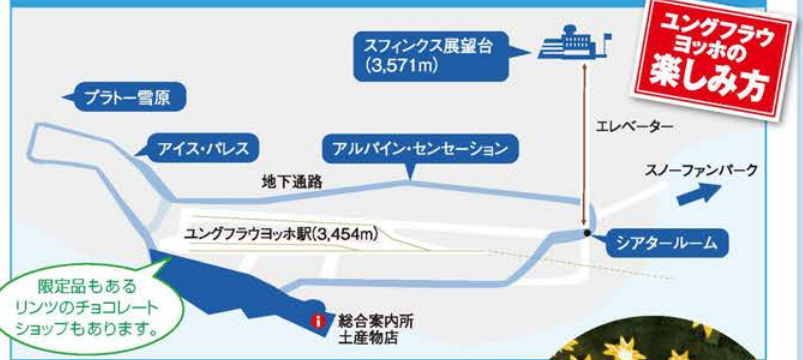 ユングフラウ
ヨッホの
楽しみ方
スフィンクス展望台
(3,571m)
プラトー雪原
エレベーター
アイス・パレス
アルパイン・センセーション
スノーファンパーク
地下通路
ユングフラウヨッホ駅(3,454m)
シアタールーム
限定品もある
リンツのチョコレート
ショップもあります。
i 総合案内所
土産物店